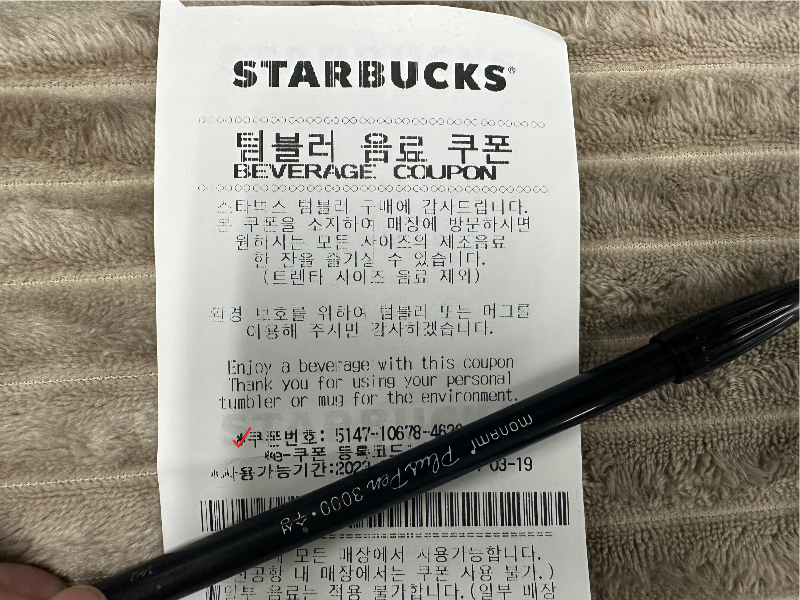 STARBUCKS®
텀블러 음료 쿠폰
BEVERAGE COUPON
스타벅스 텀블러 구매에 감사드립니다.
본 쿠폰을 소지하여 매장에 방문하시면
원하시는 모든 사이즈의 제조음료
한 잔을 즐기실 수 있습니다.
(트렌타 사이즈 음료 제외)
환경 보호를 위하여 텀블러 또는 머그를
이용해 주시면 감사하겠습니다.
Enjoy a beverage with this coupon
Thank you for using your personal
tumbler or mug for the environment.
*쿠폰번호: 5147-10678-462
*e-쿠폰 등록코드
*사용가능기간:202 03-19
monami Plus Pen 3000·수성
모든 매장에서 사용가능합니다.
공항 내 매장에서는 쿠폰 사용 불가.)
일부 음료는 적용 불가합니다.(일부 매장